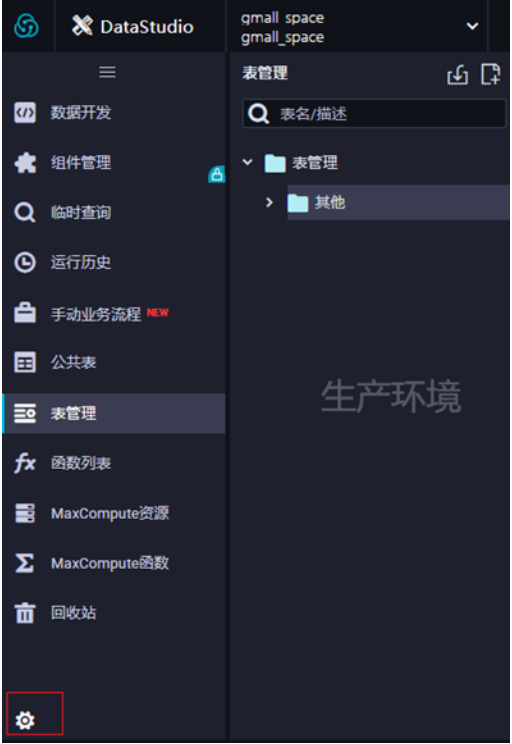 DataStudio
gmall space
gmall_space
表管理
表名/描述
表管理
其他
生产环境
数据开发
组件管理
临时查询
运行历史
手动业务流程 NEW
公共表
表管理
fx 函数列表
MaxCompute资源
MaxCompute函数
回收站